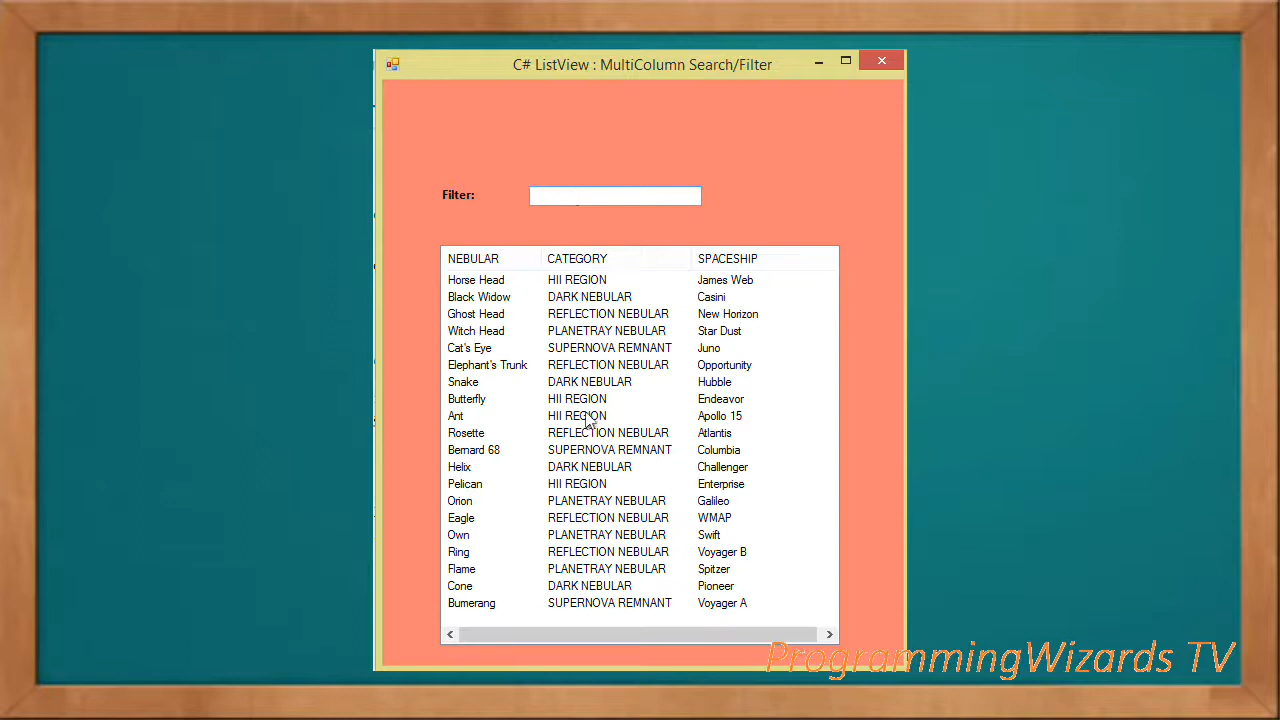 C# ListView : MultiColumn Search/Filter
Filter:
NEBULAR CATEGORY SPACESHIP
Horse Head HII REGION James Web
Black Widow DARK NEBULAR Casini
Ghost Head REFLECTION NEBULAR New Horizon
Witch Head PLANETRAY NEBULAR Star Dust
Cat's Eye SUPERNOVA REMNANT Juno
Elephant's Trunk REFLECTION NEBULAR Opportunity
Snake DARK NEBULAR Hubble
Butterfly HII REGION Endeavor
Ant HII REGION Apollo 15
Rosette REFLECTION NEBULAR Atlantis
Bernard 68 SUPERNOVA REMNANT Columbia
Helix DARK NEBULAR Challenger
Pelican HII REGION Enterprise
Orion PLANETRAY NEBULAR Galileo
Eagle REFLECTION NEBULAR WMAP
Own PLANETRAY NEBULAR Swift
Ring REFLECTION NEBULAR Voyager B
Flame PLANETRAY NEBULAR Spitzer
Cone DARK NEBULAR Pioneer
Bumerang SUPERNOVA REMNANT Voyager A
ProgrammingWizards TV